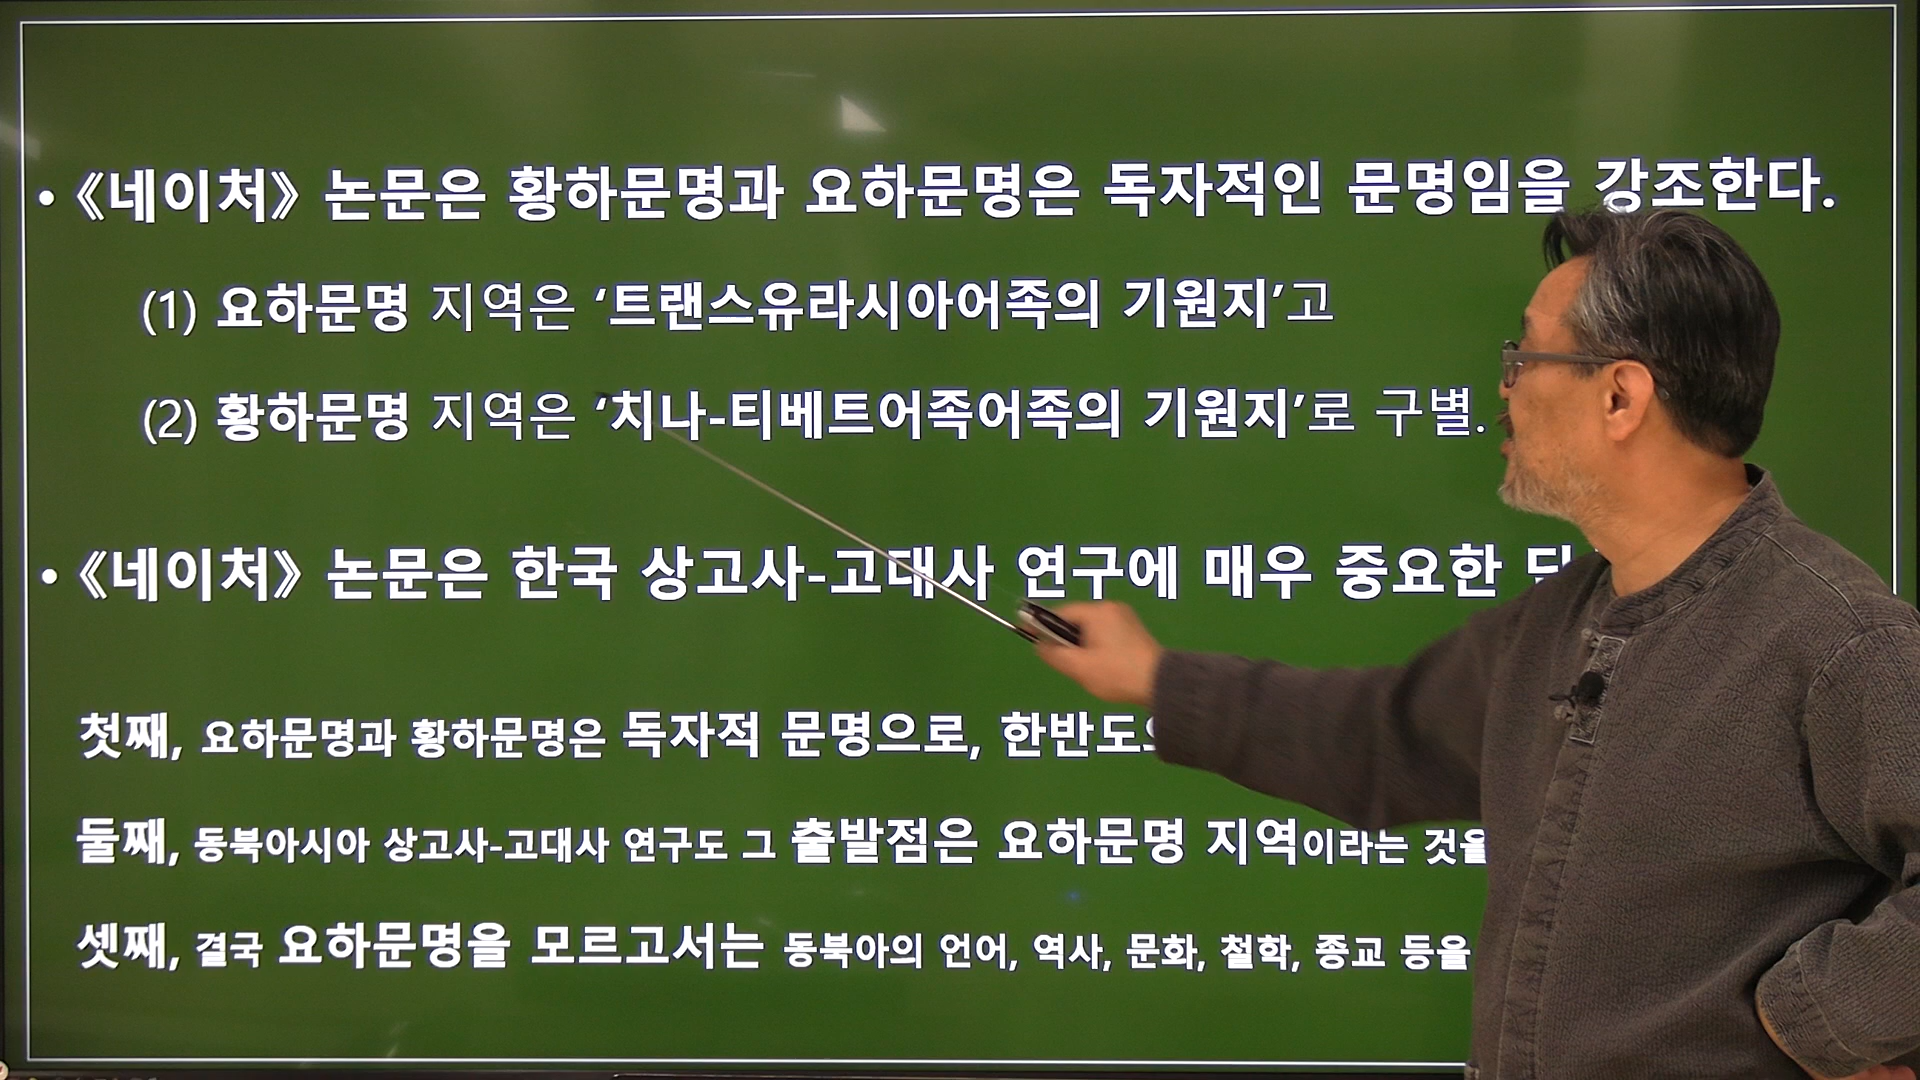 • 《네이처》 논문은 황하문명과 요하문명은 독자적인 문명임을 강조한다.
(1) 요하문명 지역은 ‘트랜스유라시아어족의 기원지’고
(2) 황하문명 지역은 ‘치나-티베트어족어족의 기원지’로 구별.
• 《네이처》 논문은 한국 상고사-고대사 연구에 매우 중요한
첫째, 요하문명과 황하문명은 독자적 문명으로,
둘째, 동북아시아 상고사-고대사 연구도 그 출발점은 요하문명 지역이라는 것을
셋째, 결국 요하문명을 모르고서는 동북아의 언어, 역사, 문화, 철학, 종교 등을